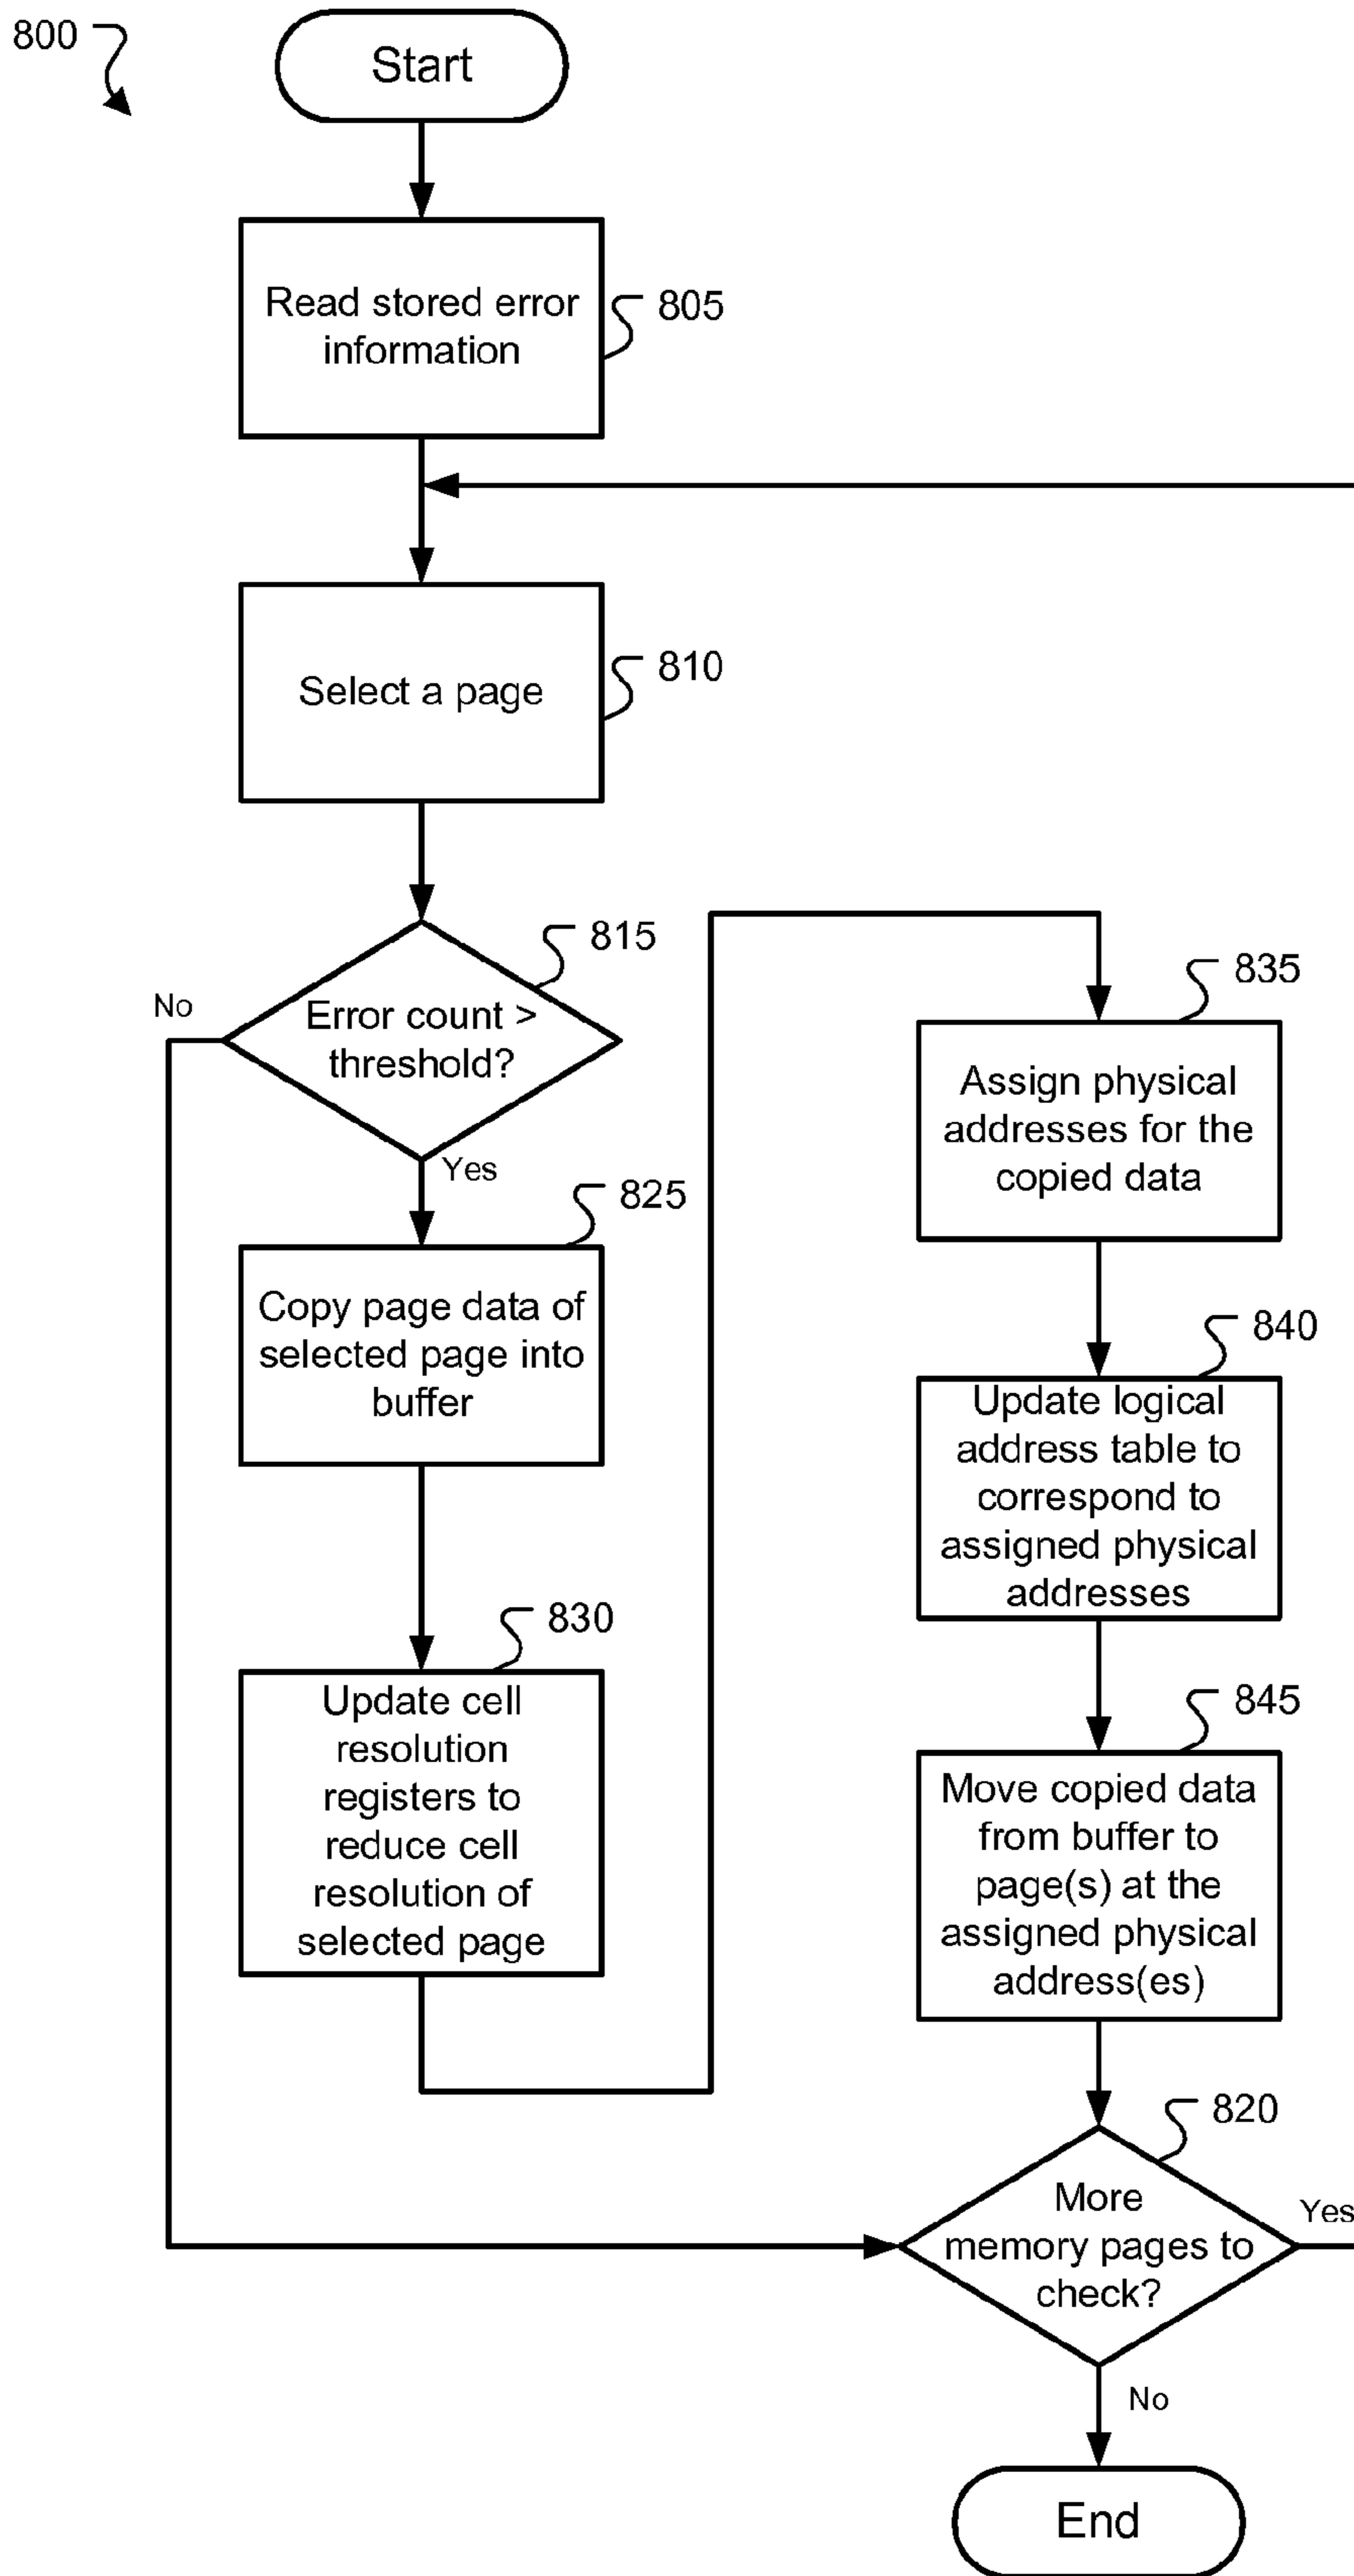 800
Start
Read stored error
information
805
Select a page
810
815
Error count >
threshold?
No
Yes
825
Copy page data of
selected page into
buffer
830
Update cell
resolution
registers to
reduce cell
resolution of
selected page
835
Assign physical
addresses for the
copied data
840
Update logical
address table to
correspond to
assigned physical
addresses
845
Move copied data
from buffer to
page(s) at the
assigned physical
address(es)
820
More
memory pages to
check?
Yes
No
End